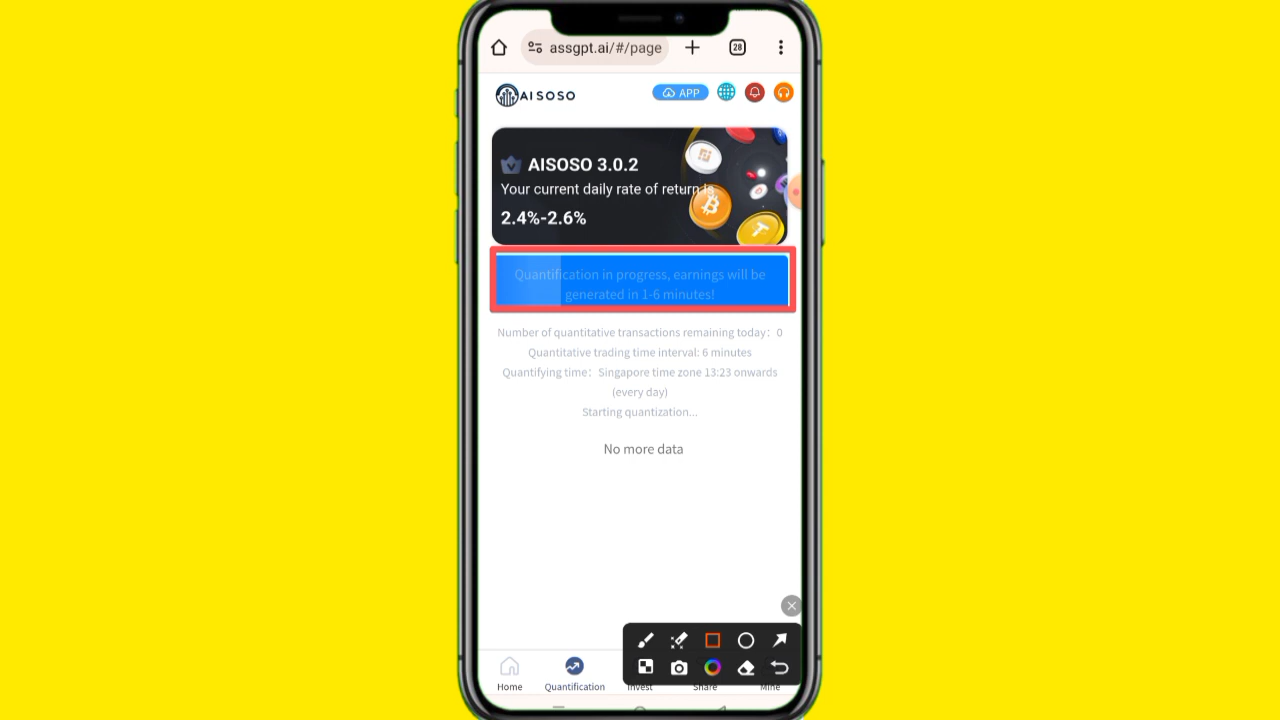 assgpt.ai/#/page
28
AISOSO
APP
AISOSO 3.0.2
Your current daily rate of return is
2.4%-2.6%
Quantification in progress, earnings will be
generated in 1-6 minutes!
Number of quantitative transactions remaining today：0
Quantitative trading time interval: 6 minutes
Quantifying time：Singapore time zone 13:23 onwards
(every day)
Starting quantization...
No more data
Home
Quantification
Invest
Share
Mine